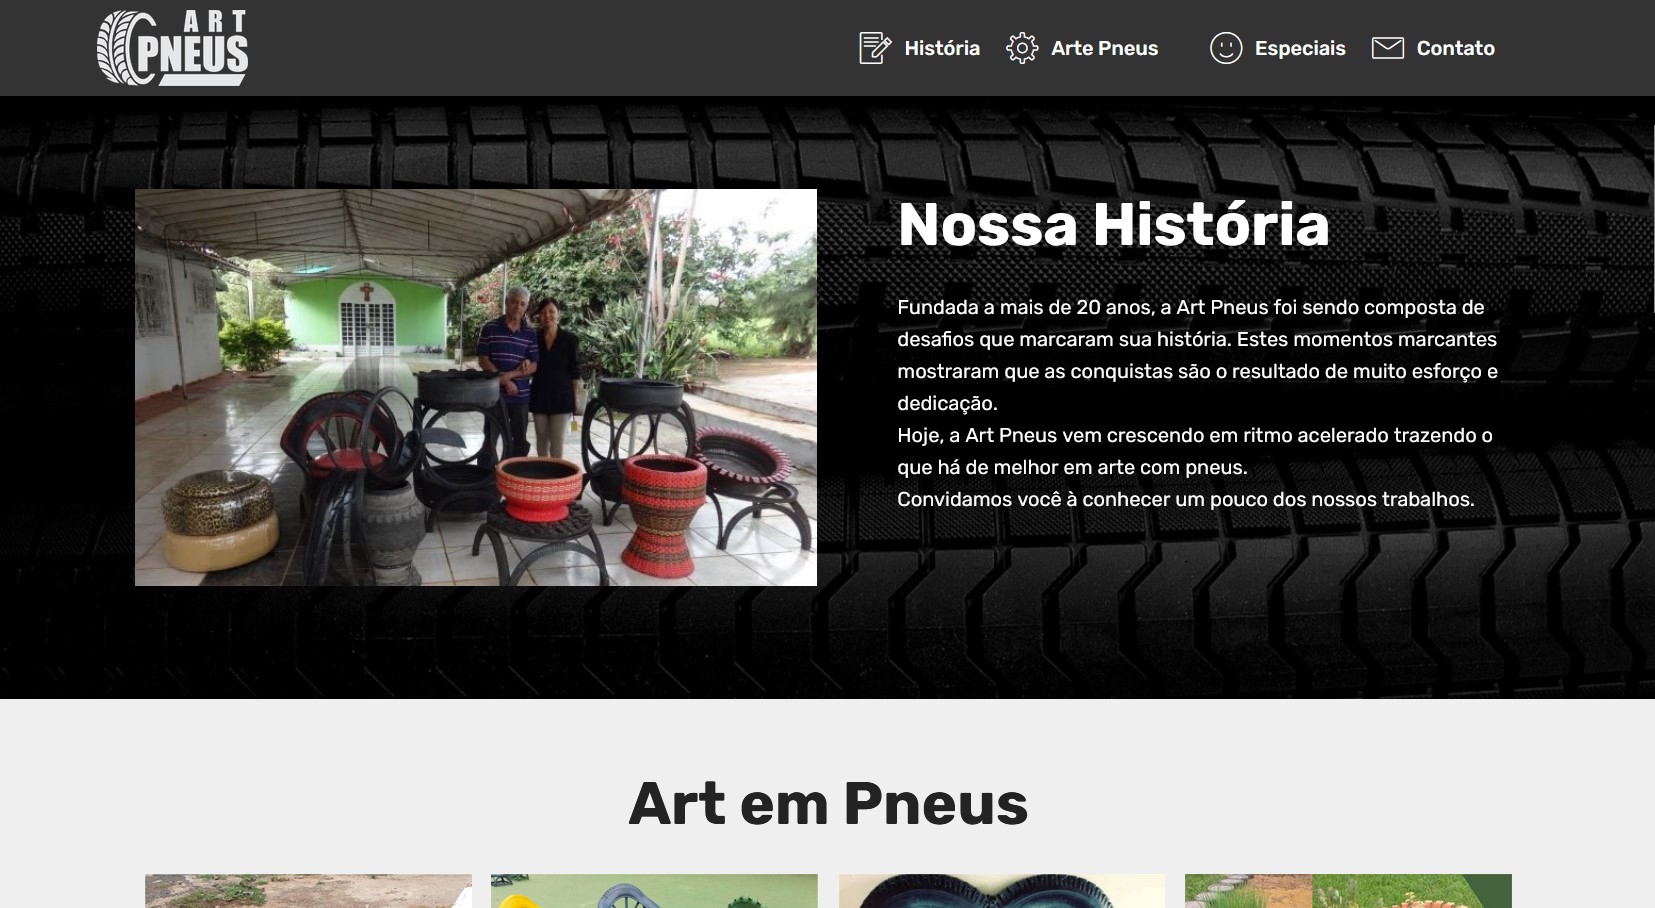 ART
PNEUS
História
Arte Pneus
Especiais
Contato
Nossa História
Fundada a mais de 20 anos, a Art Pneus foi sendo composta de
desafios que marcaram sua história. Estes momentos marcantes
mostraram que as conquistas são o resultado de muito esforço e
dedicação.
Hoje, a Art Pneus vem crescendo em ritmo acelerado trazendo o
que há de melhor em arte com pneus.
Convidamos você à conhecer um pouco dos nossos trabalhos.
Art em Pneus